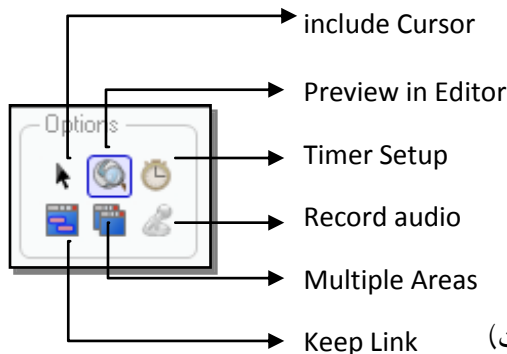 include Cursor
Preview in Editor
Options
Timer Setup
Record audio
Multiple Areas
Keep Link